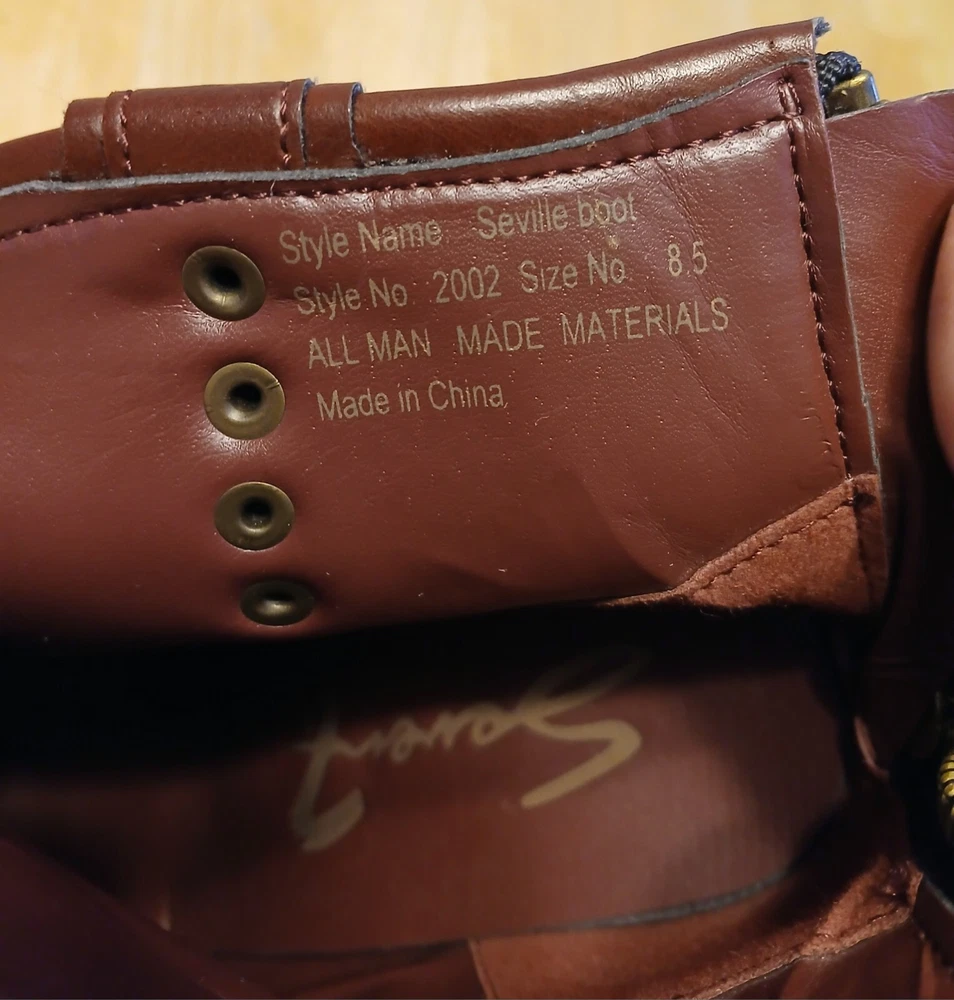 Style Name Seville boot
Style No 2002 Size No 8 5
ALL MAN MADE MATERIALS
Made in China